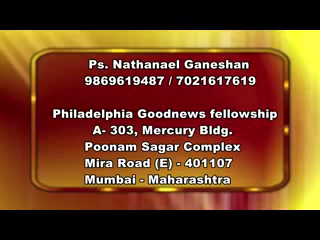 Ps. Nathanael Ganeshan
9869619487 / 7021617619
Philadelphia Goodnews fellowship
A- 303, Mercury Bldg.
Poonam Sagar Complex
Mira Road (E) - 401107
Mumbai - Maharashtra